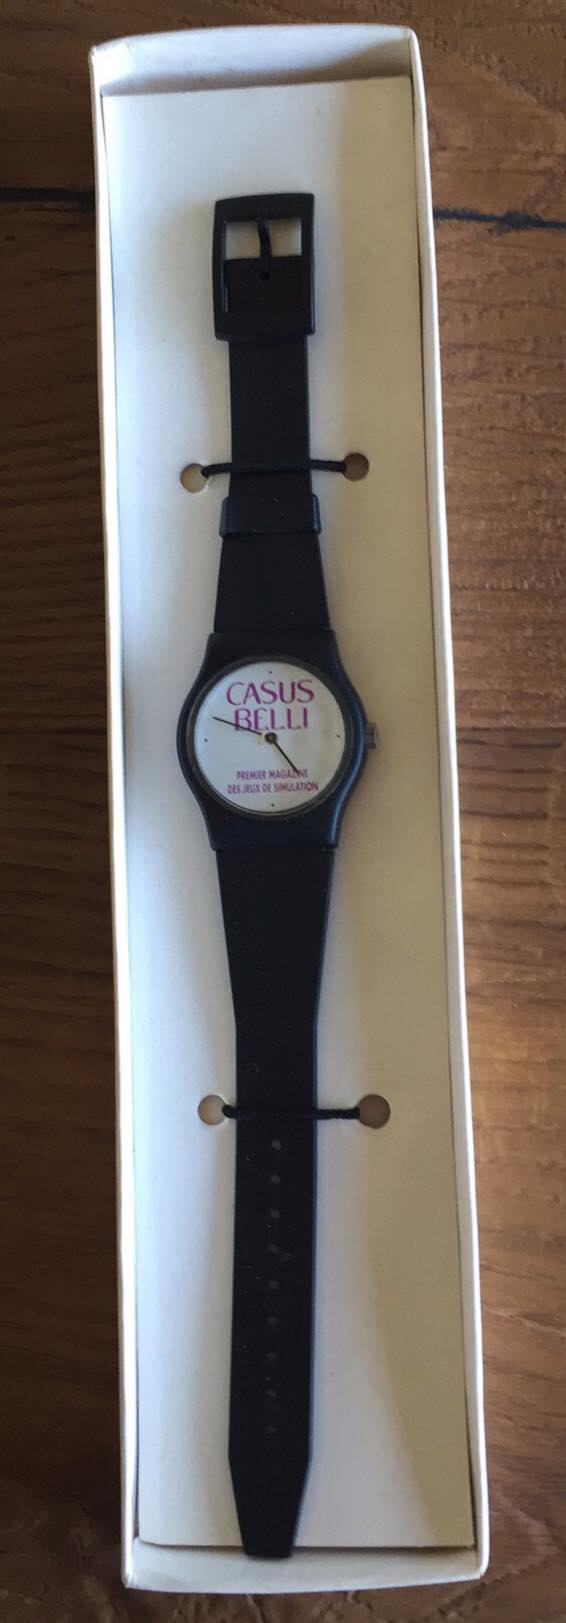 CASUS
BELLI
PREMIER MAGAZINE
DES JEUX DE SIMULATION